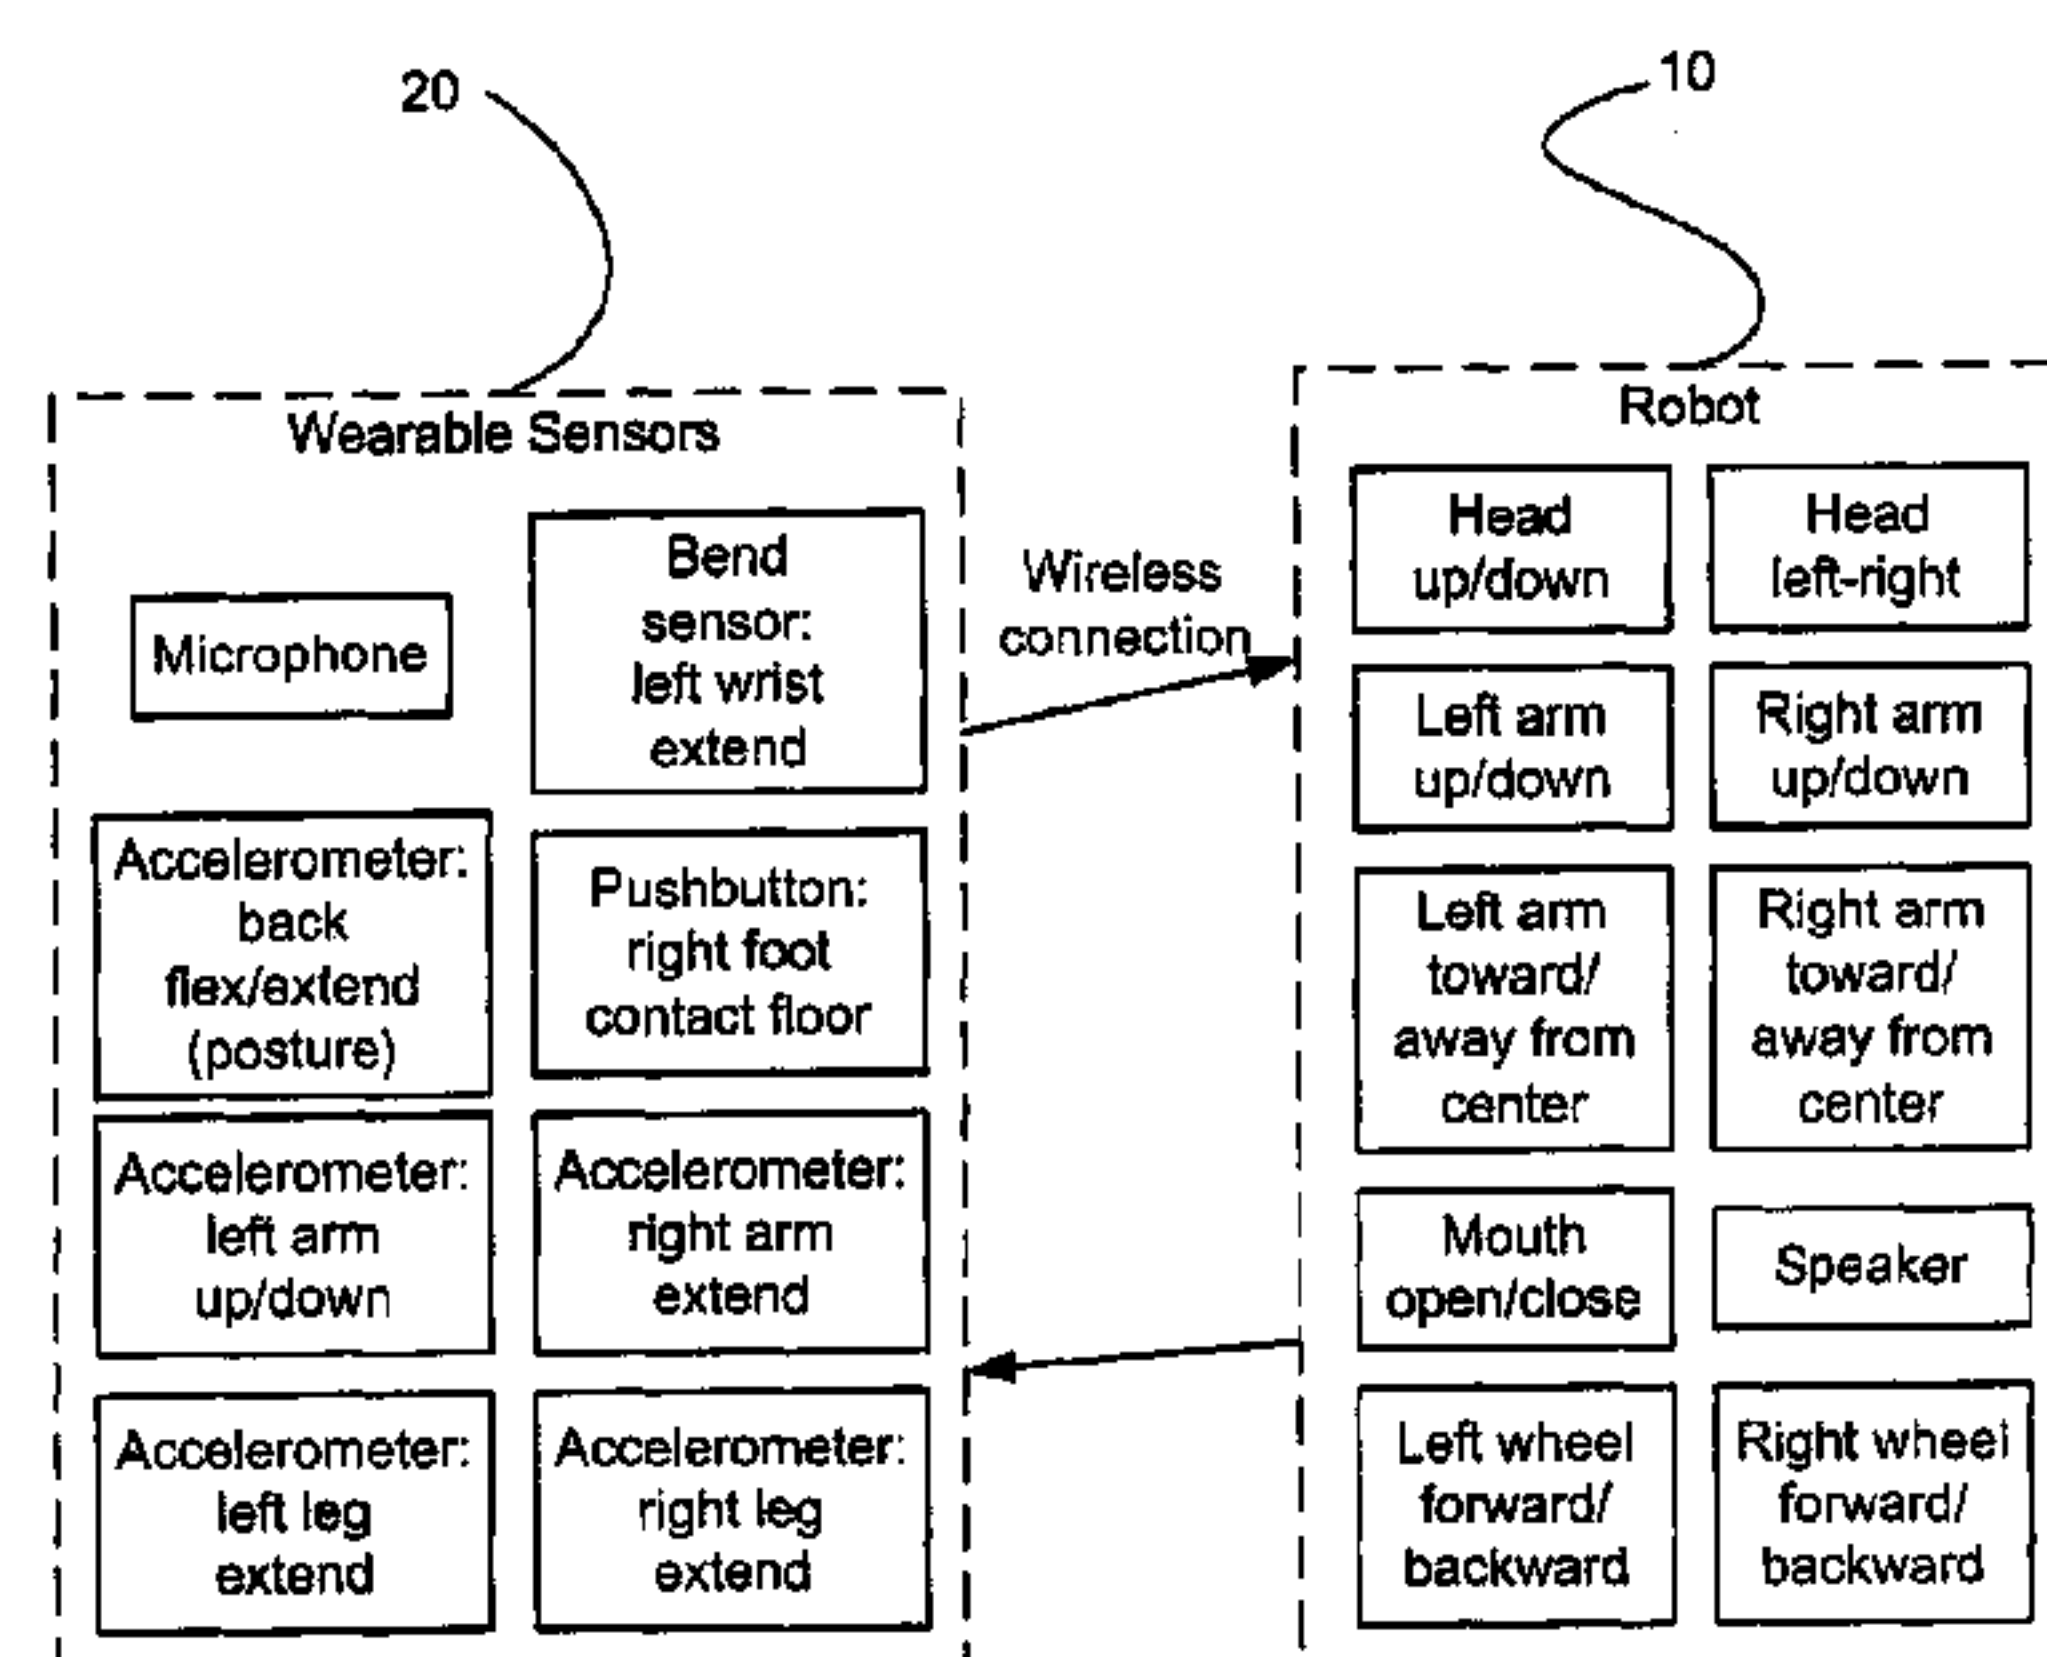 20
10
Wearable Sensors
Microphone
Bend
sensor:
left wrist
extend
Accelerometer:
back
flex/extend
(posture)
Pushbutton:
right foot
contact floor
Accelerometer:
left arm
up/down
Accelerometer:
right arm
extend
Accelerometer:
left leg
extend
Accelerometer:
right leg
extend
Wireless
connection
Robot
Head
up/down
Head
left-right
Left arm
up/down
Right arm
up/down
Left arm
toward/
away from
center
Right arm
toward/
away from
center
Mouth
open/close
Speaker
Left wheel
forward/
backward
Right wheel
forward/
backward